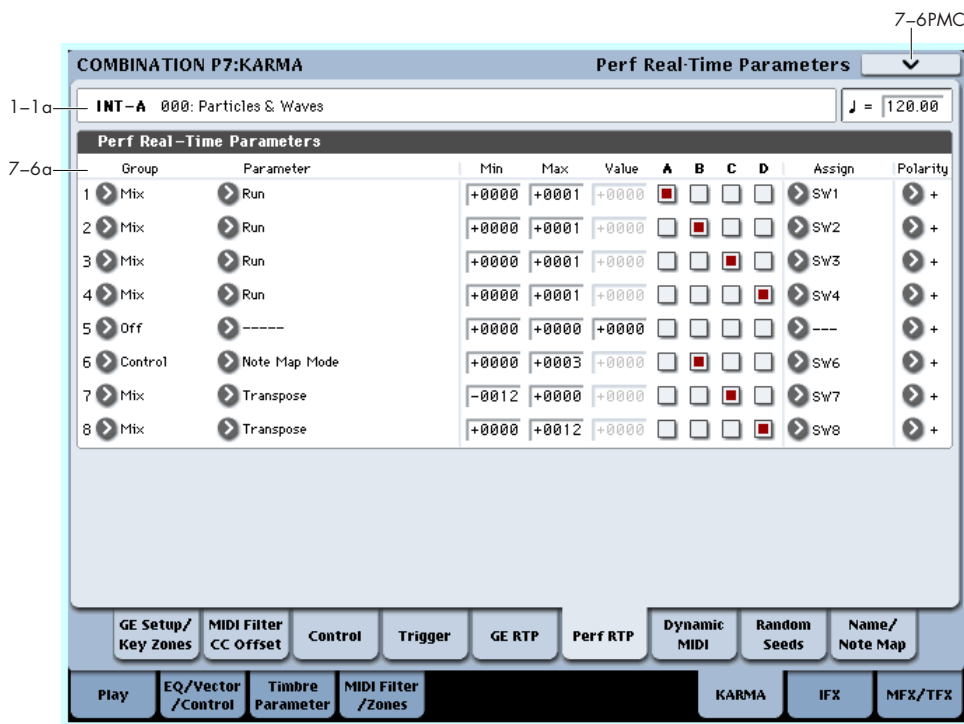 7–6PMC
COMBINATION P7:KARMA Perf Real-Time Parameters
1–1a
INT–A 000: Particles & Waves ♩ = 120.00
Perf Real–Time Parameters
7–6a
Group Parameter Min Max Value A B C D Assign Polarity
1 Mix Run +0000 +0001 +0000 SW1 +
2 Mix Run +0000 +0001 +0000 SW2 +
3 Mix Run +0000 +0001 +0000 SW3 +
4 Mix Run +0000 +0001 +0000 SW4 +
5 Off ----- +0000 +0000 +0000 --- +
6 Control Note Map Mode +0000 +0003 +0000 SW6 +
7 Mix Transpose -0012 +0000 +0000 SW7 +
8 Mix Transpose +0000 +0012 +0000 SW8 +
GE Setup/ MIDI Filter Dynamic Random Name/
Control Trigger GE RTP Perf RTP
Key Zones CC Offset MIDI Seeds Note Map
EQ/Vector Timbre MIDI Filter
Play KARMA IFX MFX/TFX
/Control Parameter /Zones